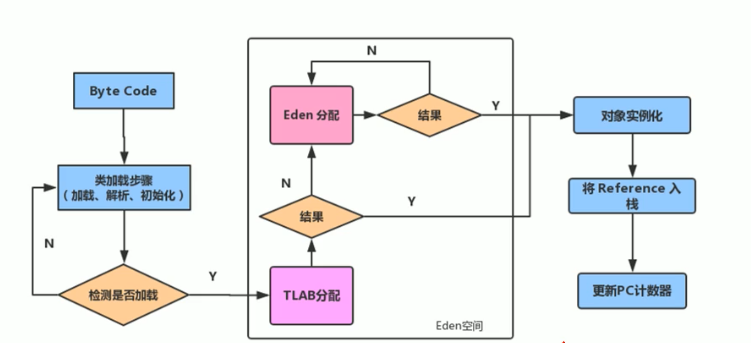 Byte Code
类加载步骤
（加载、解析、初始化）
N
检测是否加载
Y
N
Eden 分配
结果
Y
N
结果
Y
TLAB分配
Eden空间
对象实例化
将 Reference 入
栈
更新PC计数器